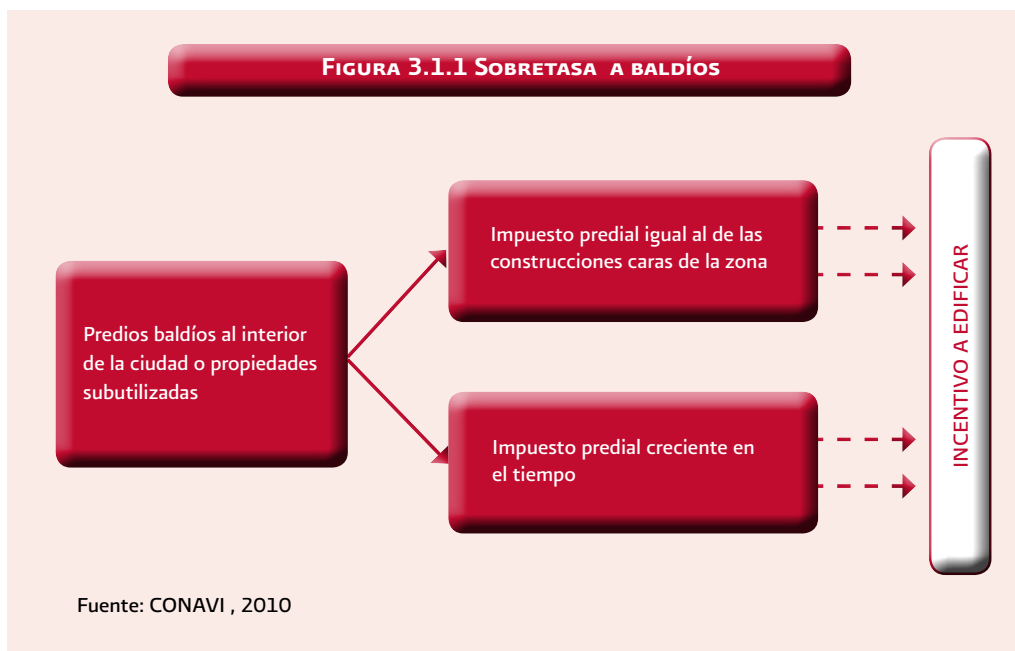 FIGURA 3.1.1 SOBRETASA A BALDÍOS
Predios baldíos al interior
de la ciudad o propiedades
subutilizadas
Impuesto predial igual al de las
construcciones caras de la zona
Impuesto predial creciente en
el tiempo
INCENTIVO A EDIFICAR
Fuente: CONAVI , 2010